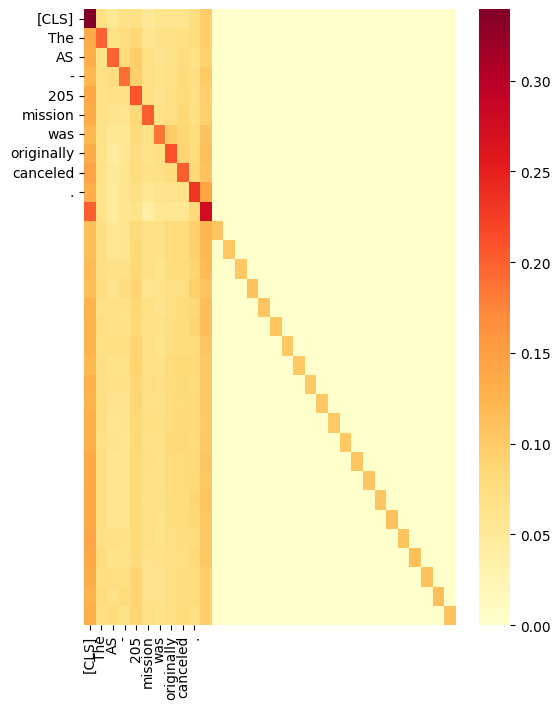 [CLS]
The
AS
-
205
mission
was
originally
canceled
.
0.30
0.25
0.20
0.15
0.10
0.05
0.00
[CLS]
The
AS
-
205
mission
was
originally
canceled
.